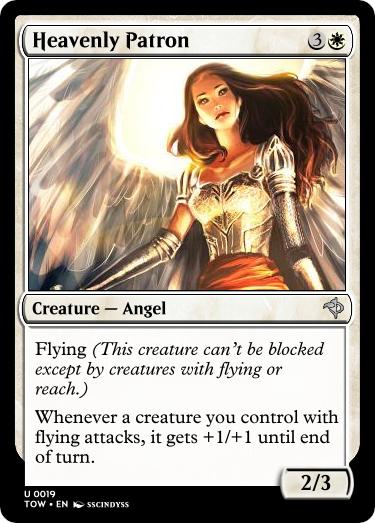 Heavenly Patron 3
Creature — Angel
Flying (This creature can't be blocked
except by creatures with flying or
reach.)
Whenever a creature you control with
flying attacks, it gets +1/+1 until end
of turn.
2/3
U 0019
TOW • EN SSCINDYSS